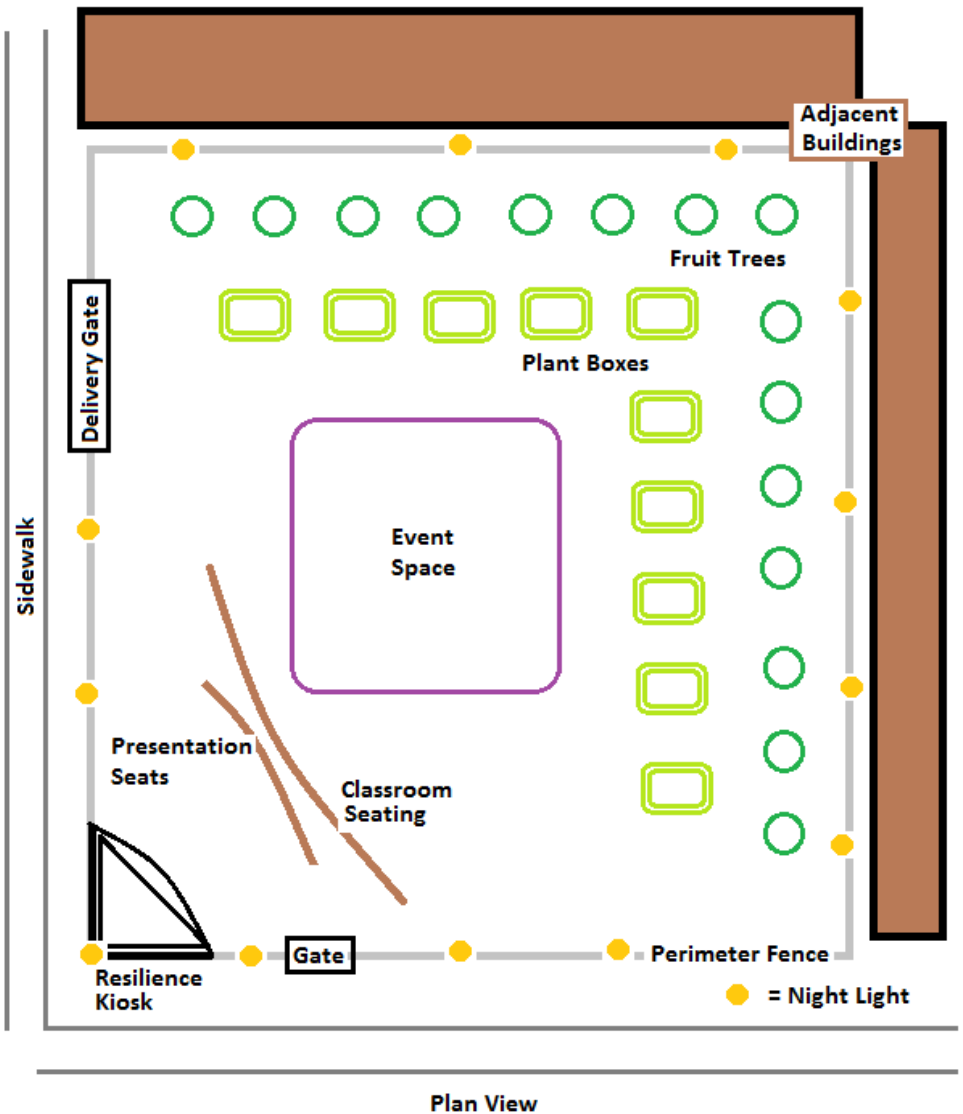 Adjacent
Buildings
Fruit Trees
Delivery Gate
Plant Boxes
Event
Space
Sidewalk
Presentation
Seats
Classroom
Seating
Gate
Perimeter Fence
Resilience
Kiosk
= Night Light
Plan View